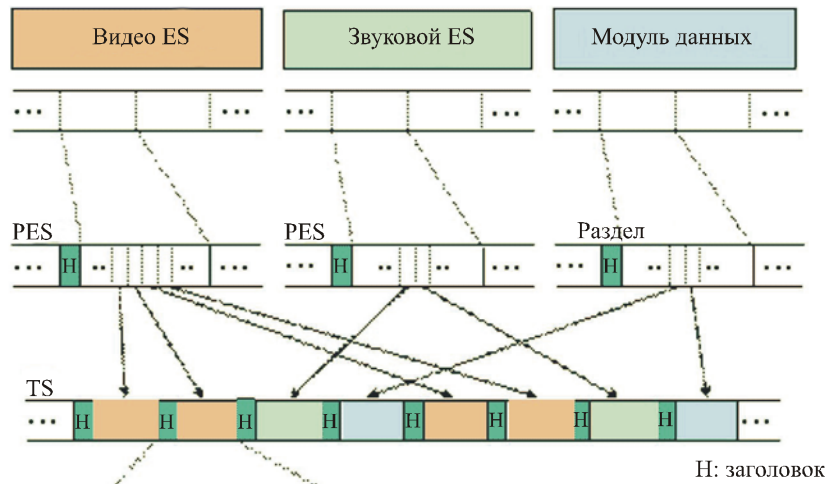 Видео ES
Звуковой ES
Модуль данных
PES
PES
Раздел
H
H
H
TS
H
H
H
H
H
H
H
H
H: заголовок